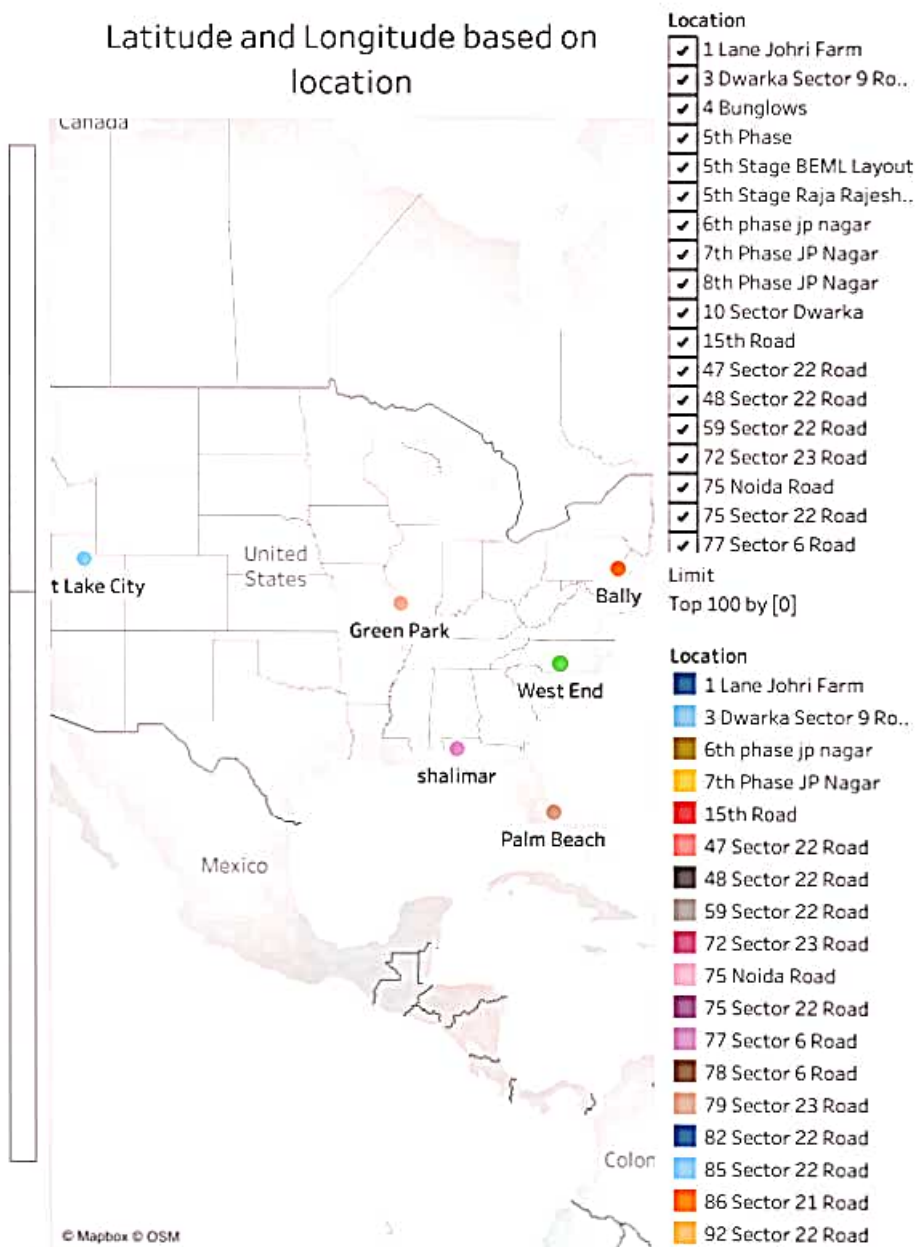 Latitude and Longitude based on
location
Canada
United
States
t Lake City
Green Park
Bally
West End
shalimar
Palm Beach
Mexico
Colon
© Mapbox © OSM
Location
1 Lane Johri Farm
3 Dwarka Sector 9 Ro..
4 Bunglows
5th Phase
5th Stage BEML Layout
5th Stage Raja Rajesh..
6th phase jp nagar
7th Phase JP Nagar
8th Phase JP Nagar
10 Sector Dwarka
15th Road
47 Sector 22 Road
48 Sector 22 Road
59 Sector 22 Road
72 Sector 23 Road
75 Noida Road
75 Sector 22 Road
77 Sector 6 Road
Limit
Top 100 by [0]
Location
1 Lane Johri Farm
3 Dwarka Sector 9 Ro..
6th phase jp nagar
7th Phase JP Nagar
15th Road
47 Sector 22 Road
48 Sector 22 Road
59 Sector 22 Road
72 Sector 23 Road
75 Noida Road
75 Sector 22 Road
77 Sector 6 Road
78 Sector 6 Road
79 Sector 23 Road
82 Sector 22 Road
85 Sector 22 Road
86 Sector 21 Road
92 Sector 22 Road